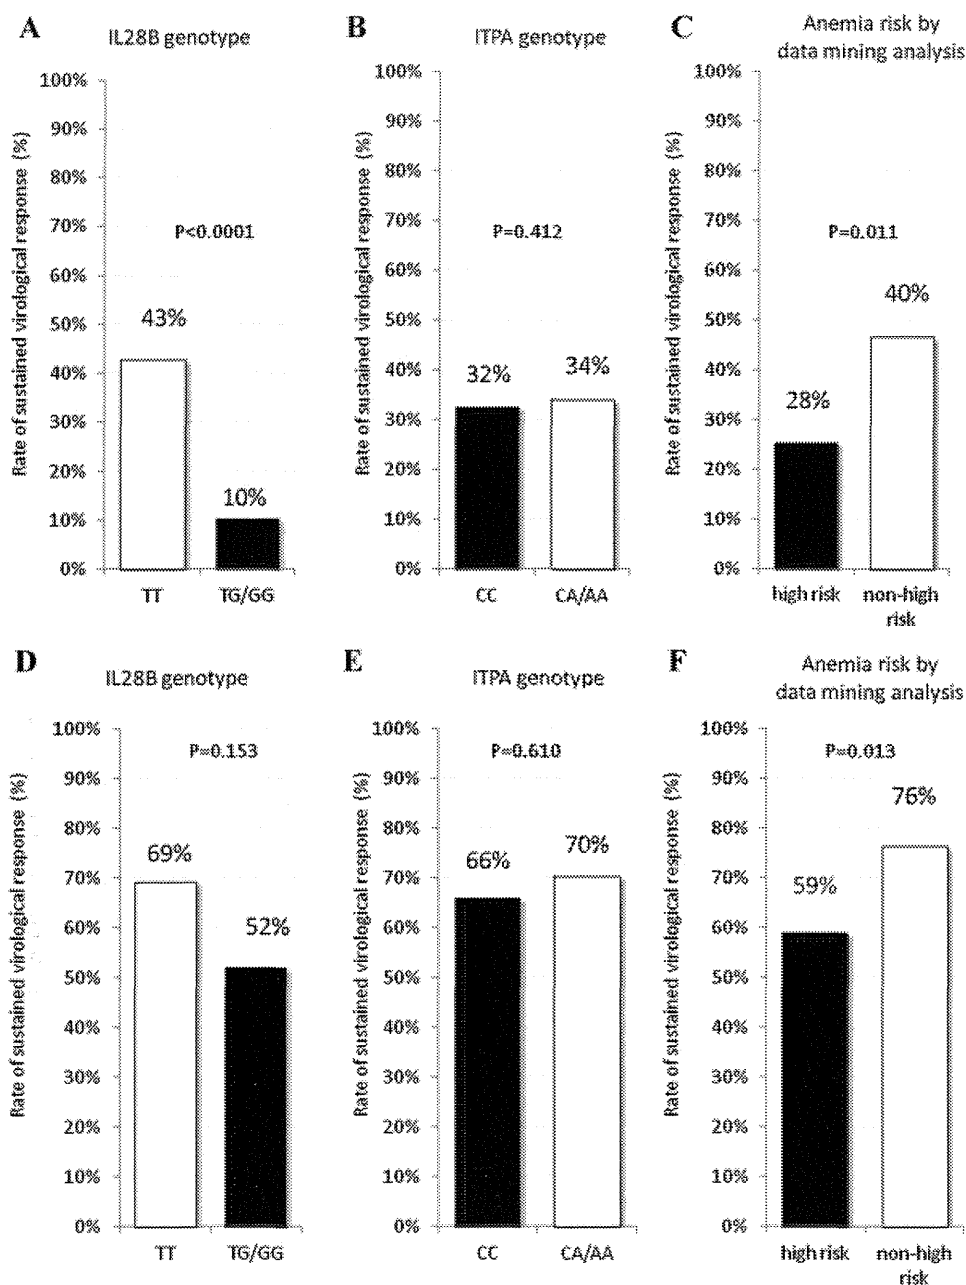 A
IL28B genotype
Rate of sustained virological response (%)
100%
90%
80%
70%
60%
50%
40%
30%
20%
10%
0%
P<0.0001
43%
10%
TT
TG/GG
B
ITPA genotype
Rate of sustained virological response (%)
100%
90%
80%
70%
60%
50%
40%
30%
20%
10%
0%
P=0.412
32%
34%
CC
CA/AA
C
Anemia risk by
data mining analysis
Rate of sustained virological response (%)
100%
90%
80%
70%
60%
50%
40%
30%
20%
10%
0%
P=0.011
28%
40%
high risk
non-high
risk
D
IL28B genotype
Rate of sustained virological response (%)
100%
90%
80%
70%
60%
50%
40%
30%
20%
10%
0%
P=0.153
69%
52%
TT
TG/GG
E
ITPA genotype
Rate of sustained virological response (%)
100%
90%
80%
70%
60%
50%
40%
30%
20%
10%
0%
P=0.610
66%
70%
CC
CA/AA
F
Anemia risk by
data mining analysis
Rate of sustained virological response (%)
100%
90%
80%
70%
60%
50%
40%
30%
20%
10%
0%
P=0.013
59%
76%
high risk
non-high
risk